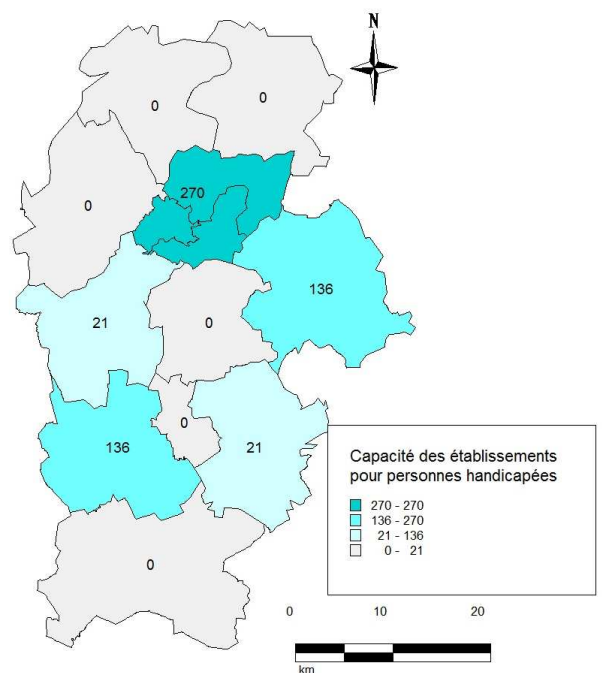 N
0
0
270
0
136
21
0
0
136
21
0
Capacité des établissements
pour personnes handicapées
270 - 270
136 - 270
21 - 136
0 - 21
0 10 20
km